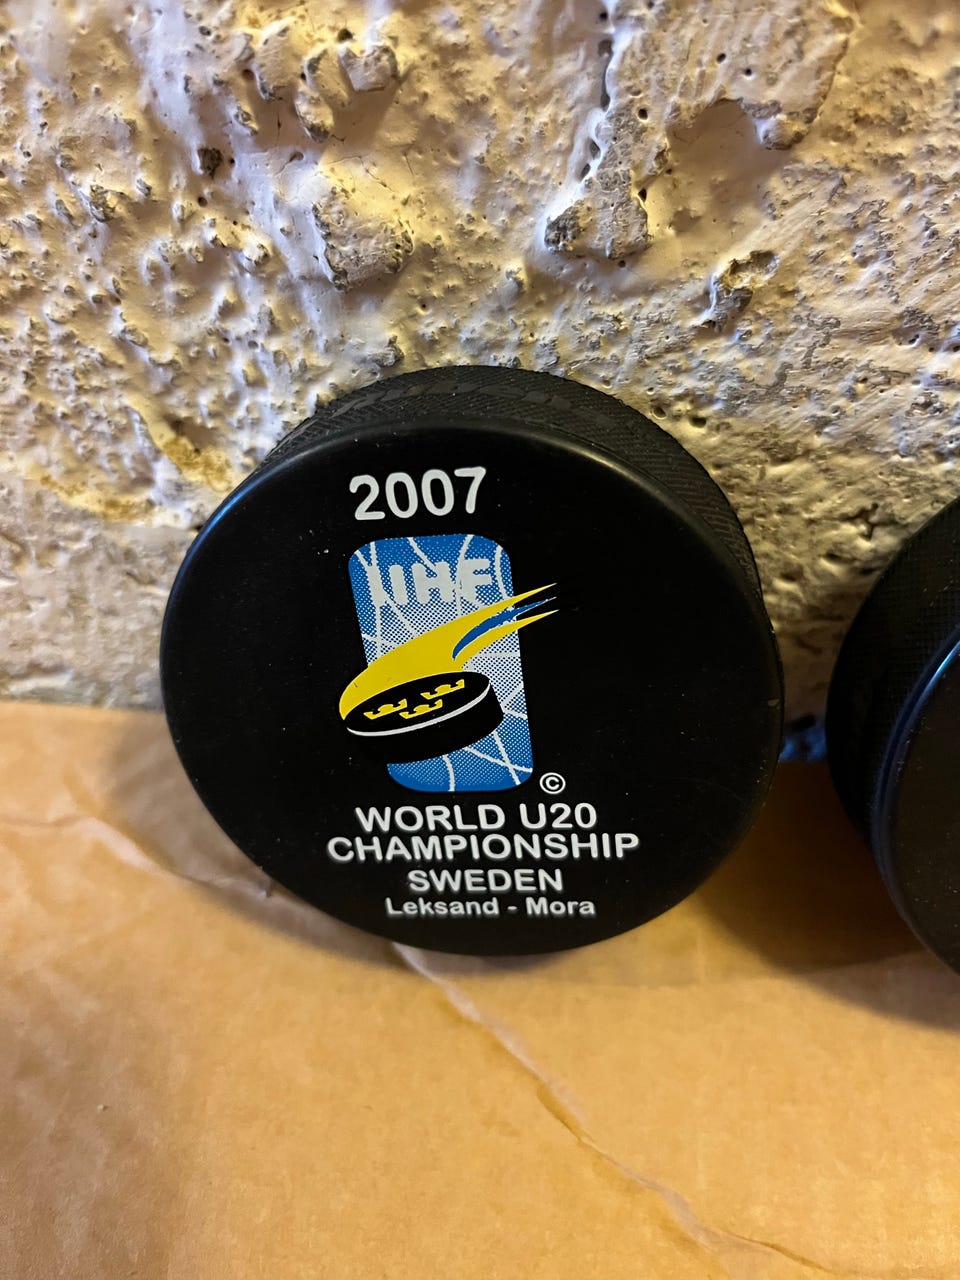 2007
IIHF
©
WORLD U20
CHAMPIONSHIP
SWEDEN
Leksand - Mora